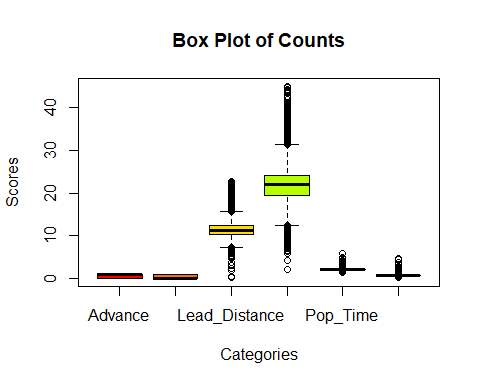 Box Plot of Counts
Scores
40
30
20
10
0
Advance Lead_Distance Pop_Time
Categories